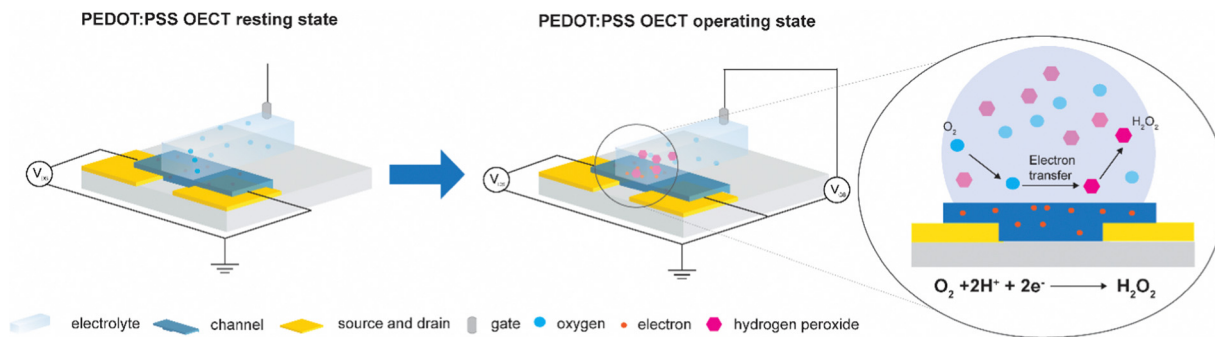 PEDOT:PSS OECT resting state
PEDOT:PSS OECT operating state
V
V
V
O₂
H₂O₂
Electron
transfer
O₂ +2H⁺ + 2e⁻ ⟶ H₂O₂
electrolyte channel source and drain gate oxygen electron hydrogen peroxide